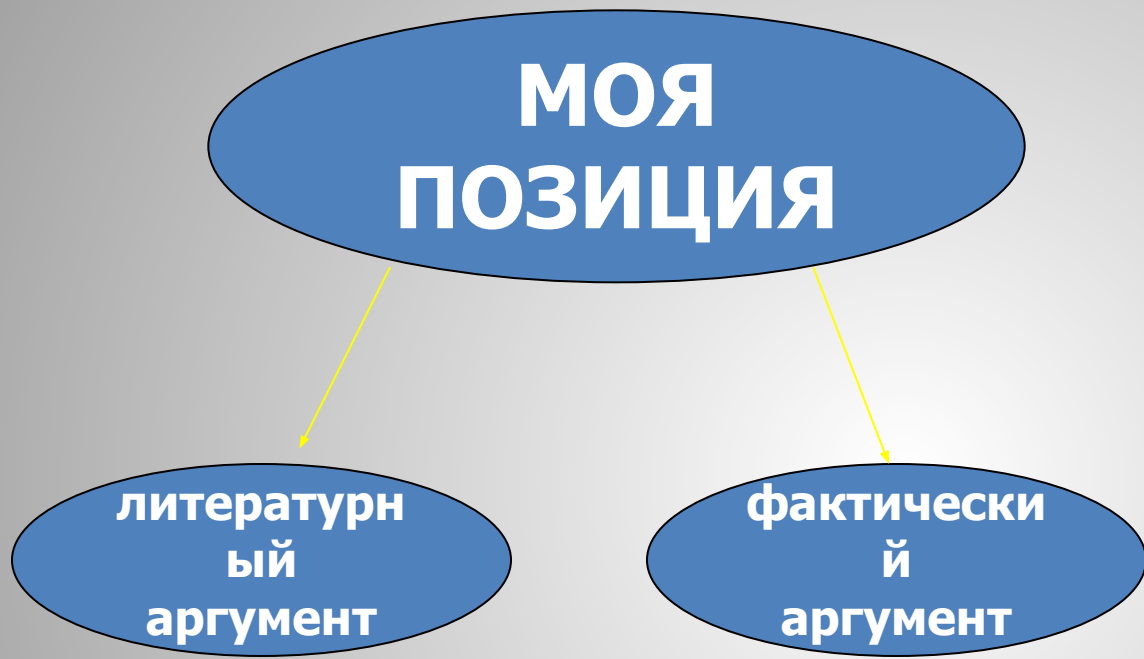 МОЯ
ПОЗИЦИЯ
литературн
ый
аргумент
фактически
й
аргумент